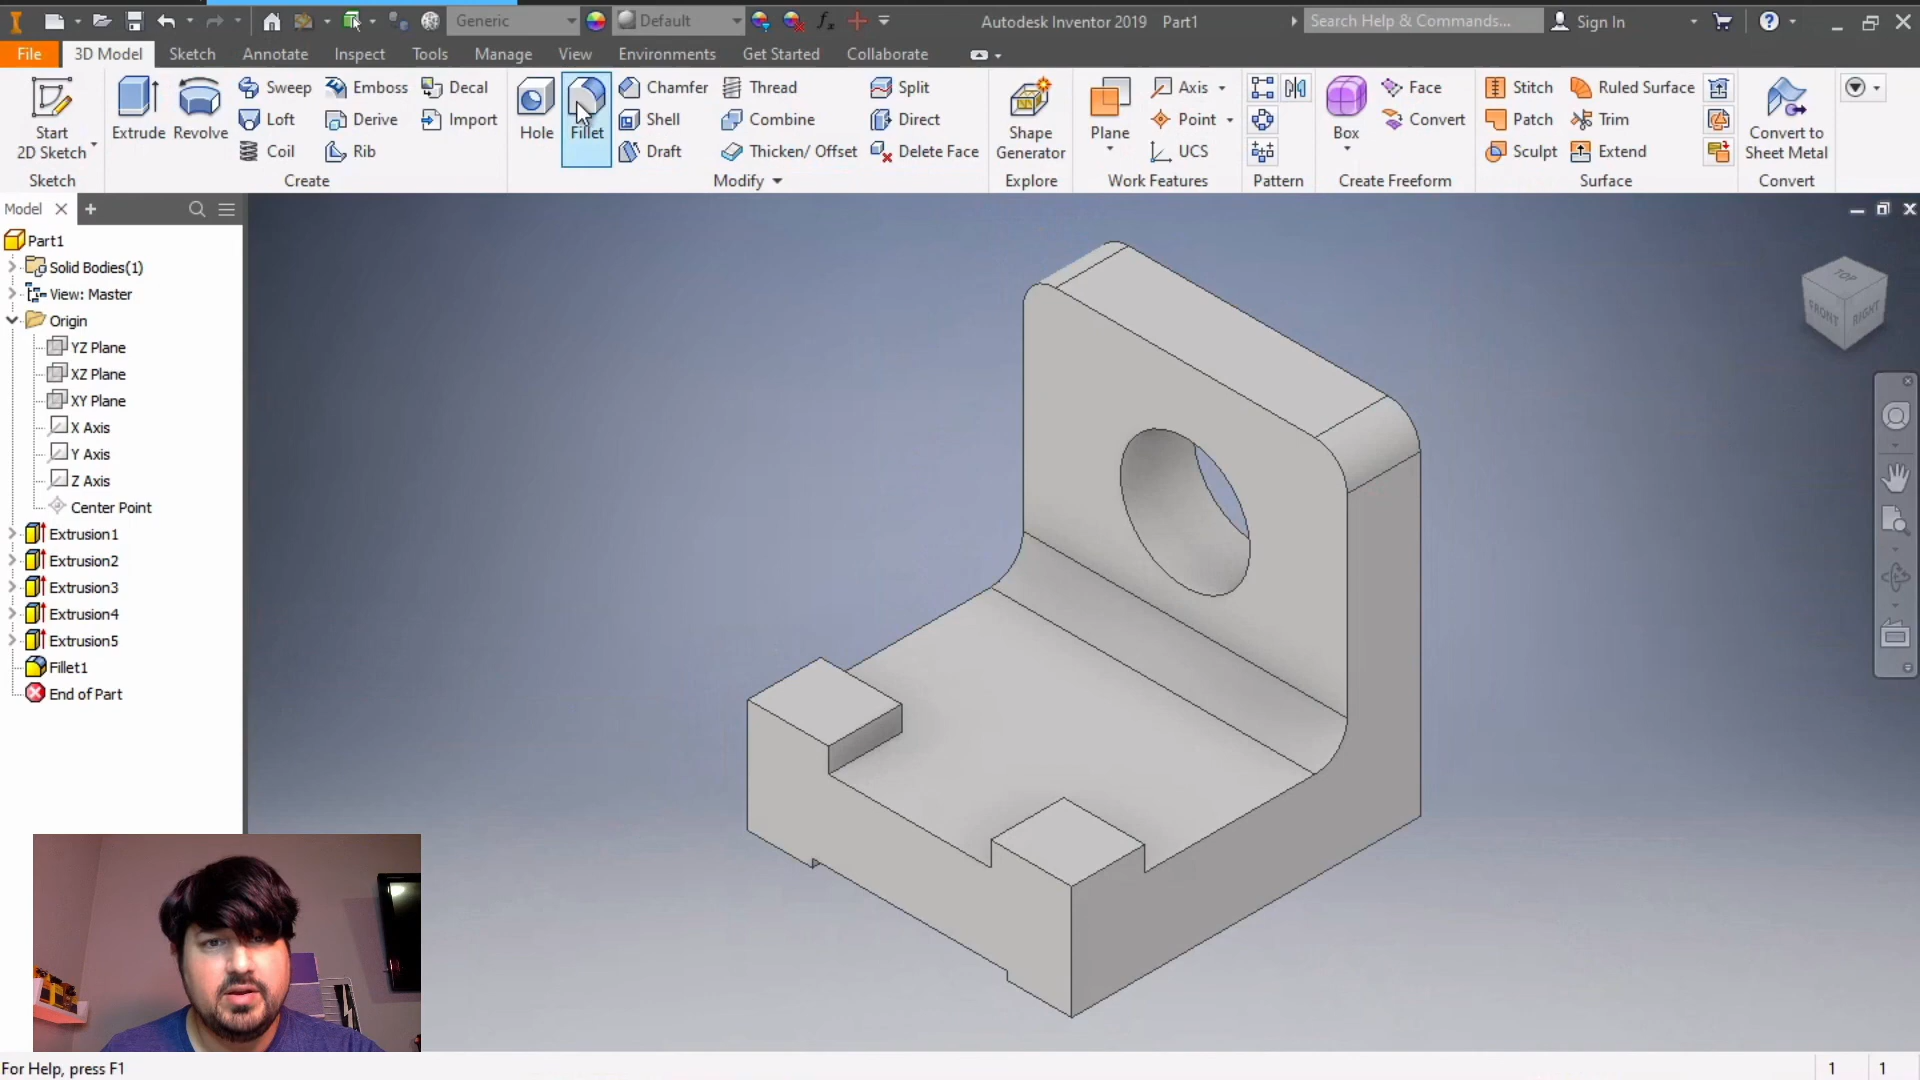 Generic
Default
Autodesk Inventor 2019 Part1
Search Help & Commands...
Sign In
File
3D Model
Sketch
Annotate
Inspect
Tools
Manage
View
Environments
Get Started
Collaborate
Start
2D Sketch
Sketch
Extrude
Revolve
Sweep
Emboss
Decal
Loft
Derive
Import
Coil
Rib
Create
Hole
Fillet
Chamfer
Thread
Split
Shell
Combine
Direct
Draft
Thicken/ Offset
Delete Face
Modify
Shape
Generator
Explore
Plane
Axis
Point
UCS
Work Features
Pattern
Box
Face
Convert
Create Freeform
Stitch
Ruled Surface
Patch
Trim
Sculpt
Extend
Surface
Convert to
Sheet Metal
Convert
Model
Part1
Solid Bodies(1)
View: Master
Origin
YZ Plane
XZ Plane
XY Plane
X Axis
Y Axis
Z Axis
Center Point
Extrusion1
Extrusion2
Extrusion3
Extrusion4
Extrusion5
Fillet1
End of Part
TOP
FRONT
RIGHT
For Help, press F1
1
1